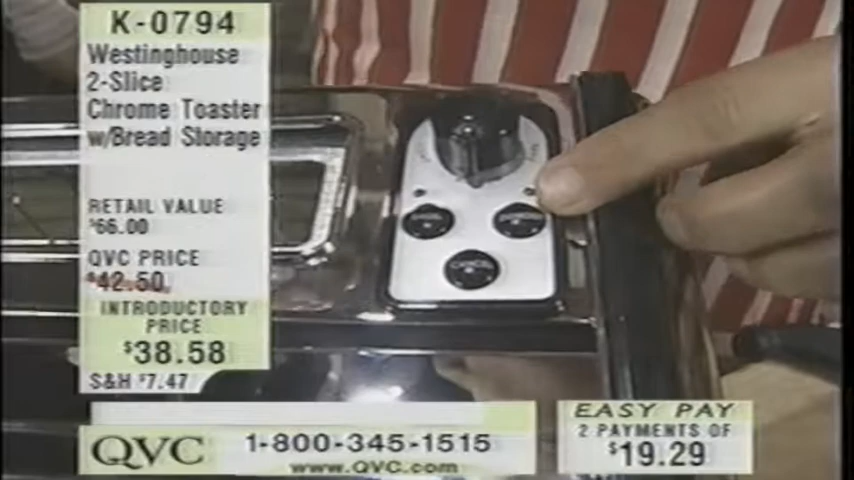 K-0794
Westinghouse
2-Slice
Chrome Toaster
w/Bread Storage
RETAIL VALUE
$66.00
QVC PRICE
$42.50
INTRODUCTORY
PRICE
$38.58
S&H $7.47
CANCEL
QVC
1-800-345-1515
www.QVC.com
EASY PAY
2 PAYMENTS OF
$19.29